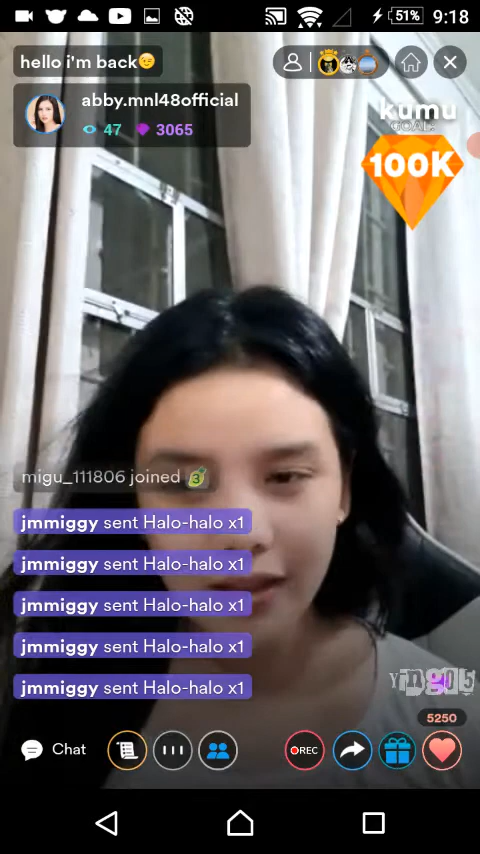 51% 9:18
hello i'm back😉
abby.mnl48official
47 3065
kumu
GOAL:
100K
migu_111806 joined 3
jmmiggy sent Halo-halo x1
jmmiggy sent Halo-halo x1
jmmiggy sent Halo-halo x1
jmmiggy sent Halo-halo x1
jmmiggy sent Halo-halo x1
Yng05
5250
Chat
REC